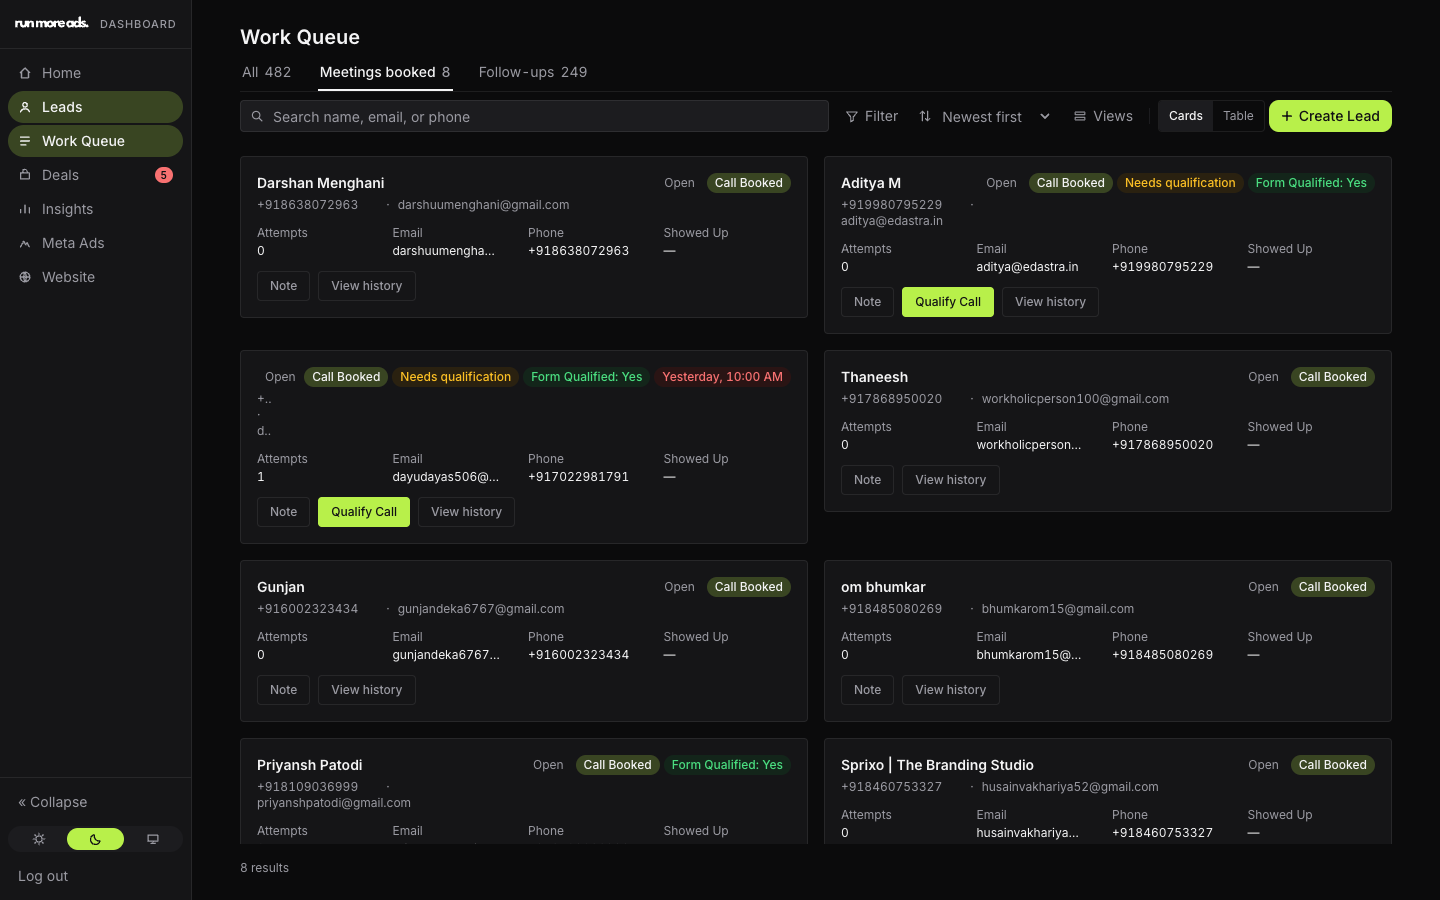 run more ads. DASHBOARD
Home
Leads
Work Queue
Deals 5
Insights
Meta Ads
Website
« Collapse
Log out
Work Queue
All 482 Meetings booked 8 Follow-ups 249
Search name, email, or phone Filter Newest first Views Cards Table + Create Lead
Darshan Menghani Open Call Booked
+918638072963 · darshuumenghani@gmail.com
Attempts Email Phone Showed Up
0 darshuumengha... +918638072963 —
Note View history
Aditya M Open Call Booked Needs qualification Form Qualified: Yes
+919980795229 ·
aditya@edastra.in
Attempts Email Phone Showed Up
0 aditya@edastra.in +919980795229 —
Note Qualify Call View history
Open Call Booked Needs qualification Form Qualified: Yes Yesterday, 10:00 AM
+..
·
d..
Attempts Email Phone Showed Up
1 dayudayas506@... +917022981791 —
Note Qualify Call View history
Thaneesh Open Call Booked
+917868950020 · workholicperson100@gmail.com
Attempts Email Phone Showed Up
0 workholicperson... +917868950020 —
Note View history
Gunjan Open Call Booked
+916002323434 · gunjandeka6767@gmail.com
Attempts Email Phone Showed Up
0 gunjandeka6767... +916002323434 —
Note View history
om bhumkar Open Call Booked
+918485080269 · bhumkarom15@gmail.com
Attempts Email Phone Showed Up
0 bhumkarom15@... +918485080269 —
Note View history
Priyansh Patodi Open Call Booked Form Qualified: Yes
+918109036999 ·
priyanshpatodi@gmail.com
Attempts Email Phone Showed Up
Sprixo | The Branding Studio Open Call Booked
+918460753327 · husainvakhariya52@gmail.com
Attempts Email Phone Showed Up
0 husainvakhariya... +918460753327 —
8 results